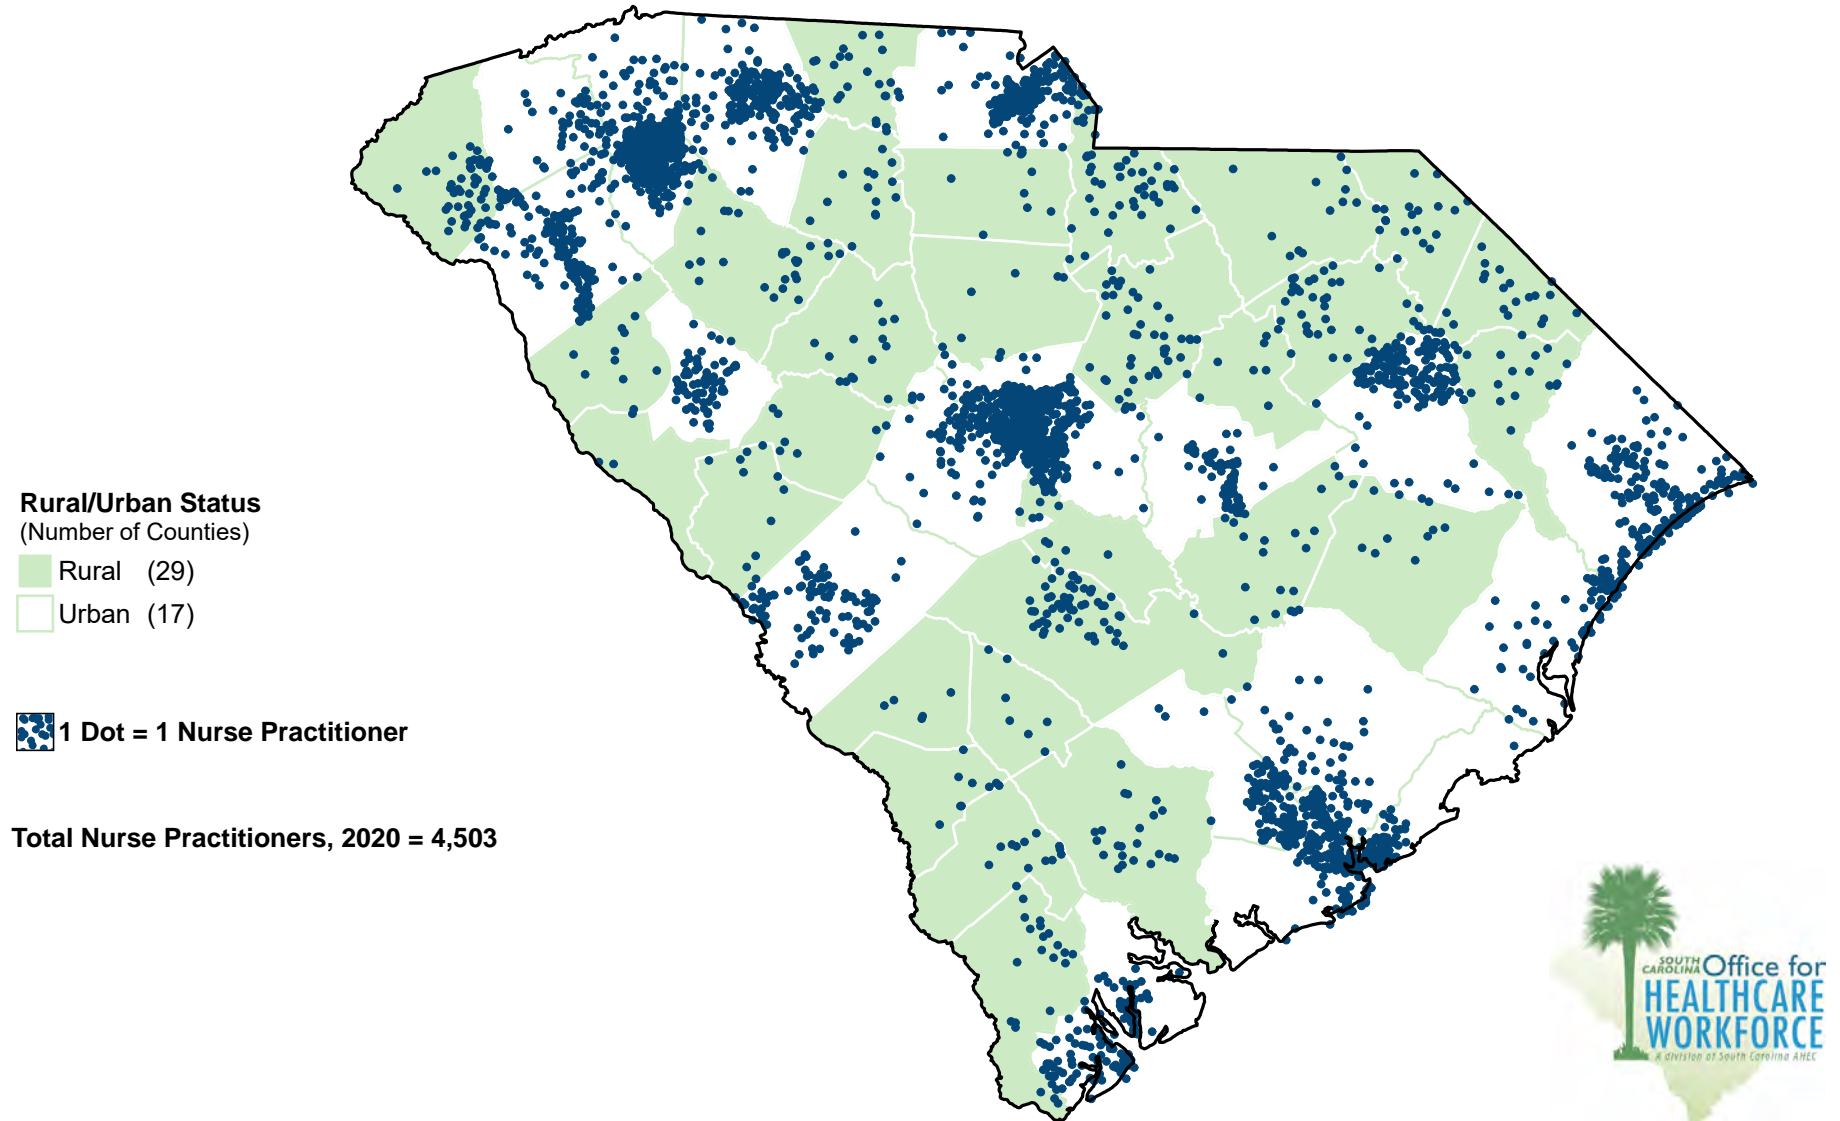 Rural/Urban Status
(Number of Counties)
Rural (29)
Urban (17)
1 Dot = 1 Nurse Practitioner
Total Nurse Practitioners, 2020 = 4,503
SOUTH CAROLINA Office for
HEALTHCARE
WORKFORCE
A division of South Carolina AHEC